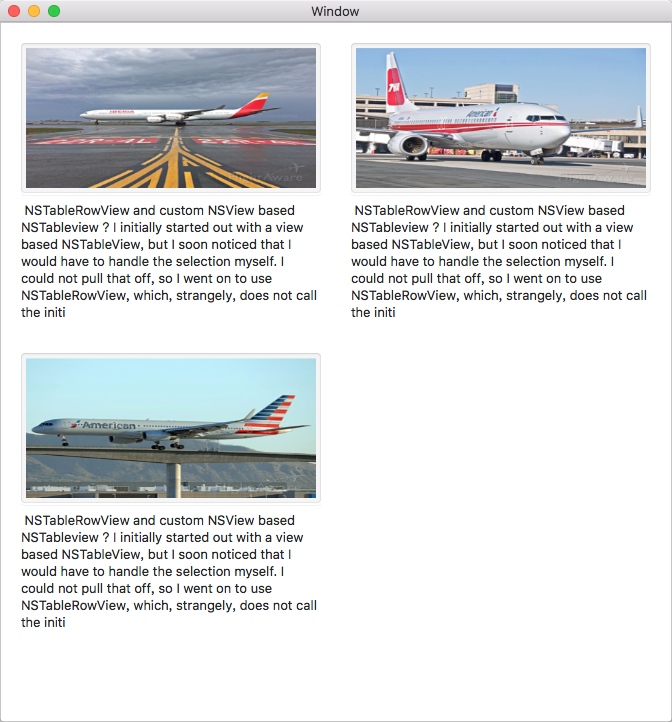 Window
IBERIA
American
FlightAware
NSTableRowView and custom NSView based
NSTableview ? I initially started out with a view
based NSTableView, but I soon noticed that I
would have to handle the selection myself. I
could not pull that off, so I went on to use
NSTableRowView, which, strangely, does not call
the initi
NSTableRowView and custom NSView based
NSTableview ? I initially started out with a view
based NSTableView, but I soon noticed that I
would have to handle the selection myself. I
could not pull that off, so I went on to use
NSTableRowView, which, strangely, does not call
the initi
American
NSTableRowView and custom NSView based
NSTableview ? I initially started out with a view
based NSTableView, but I soon noticed that I
would have to handle the selection myself. I
could not pull that off, so I went on to use
NSTableRowView, which, strangely, does not call
the initi